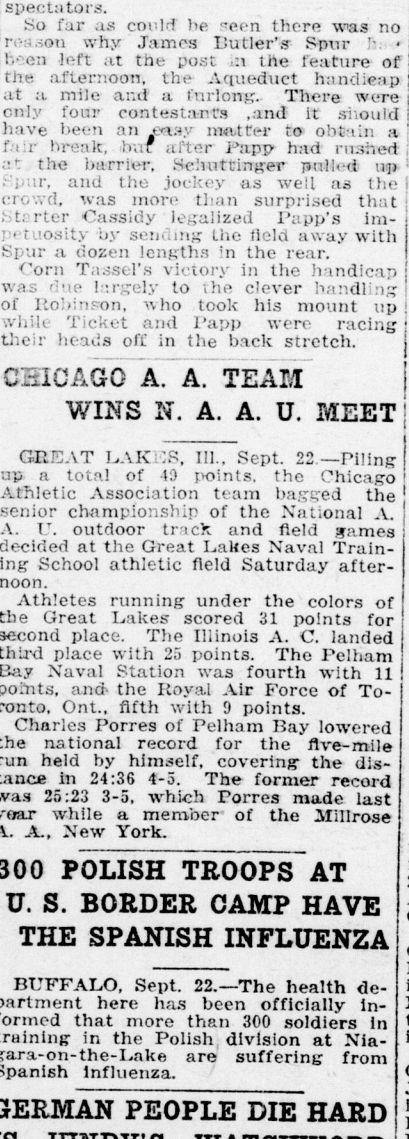 spectators.
So far as could be seen there was no
reason why James Butler's Spur
been left at the post in the feature of
the afternoon, the Aqueduct handicap
at a mile and a furlong. There were
only four contestants ,and it should
have been an easy matter to obtain a
fair break, but after Papp had rushed
at the barrier, Schuttinger pulled up
Spur, and the jockey as well as the
crowd, was more than surprised that
Starter Cassidy legalized Papp's im-
petuosity by sending the field away with
Spur a dozen lengths in the rear.
Corn Tassel's victory in the handicap
was due largely to the clever handling
of Robinson, who took his mount up
while Ticket and Papp were racing
their heads off in the back stretch.
CHICAGO A. A. TEAM
WINS N. A. A. U. MEET
GREAT LAKES, Ill., Sept. 22.—Piling
up a total of 49 points, the Chicago
Athletic Association team bagged the
senior championship of the National A.
A. U. outdoor track and field games
decided at the Great Lakes Naval Train-
ing School athletic field Saturday after-
noon.
Athletes running under the colors of
the Great Lakes scored 31 points for
second place. The Illinois A. C. landed
third place with 25 points. The Pelham
Bay Naval Station was fourth with 11
points, and the Royal Air Force of To-
ronto, Ont., fifth with 9 points.
Charles Porres of Pelham Bay lowered
the national record for the five-mile
run held by himself, covering the dis-
tance in 24:36 4-5. The former record
was 25:23 3-5, which Porres made last
year while a member of the Millrose
A. A., New York.
300 POLISH TROOPS AT
U. S. BORDER CAMP HAVE
THE SPANISH INFLUENZA
BUFFALO, Sept. 22.—The health de-
partment here has been officially in-
formed that more than 300 soldiers in
training in the Polish division at Nia-
gara-on-the-Lake are suffering from
Spanish influenza.
GERMAN PEOPLE DIE HARD